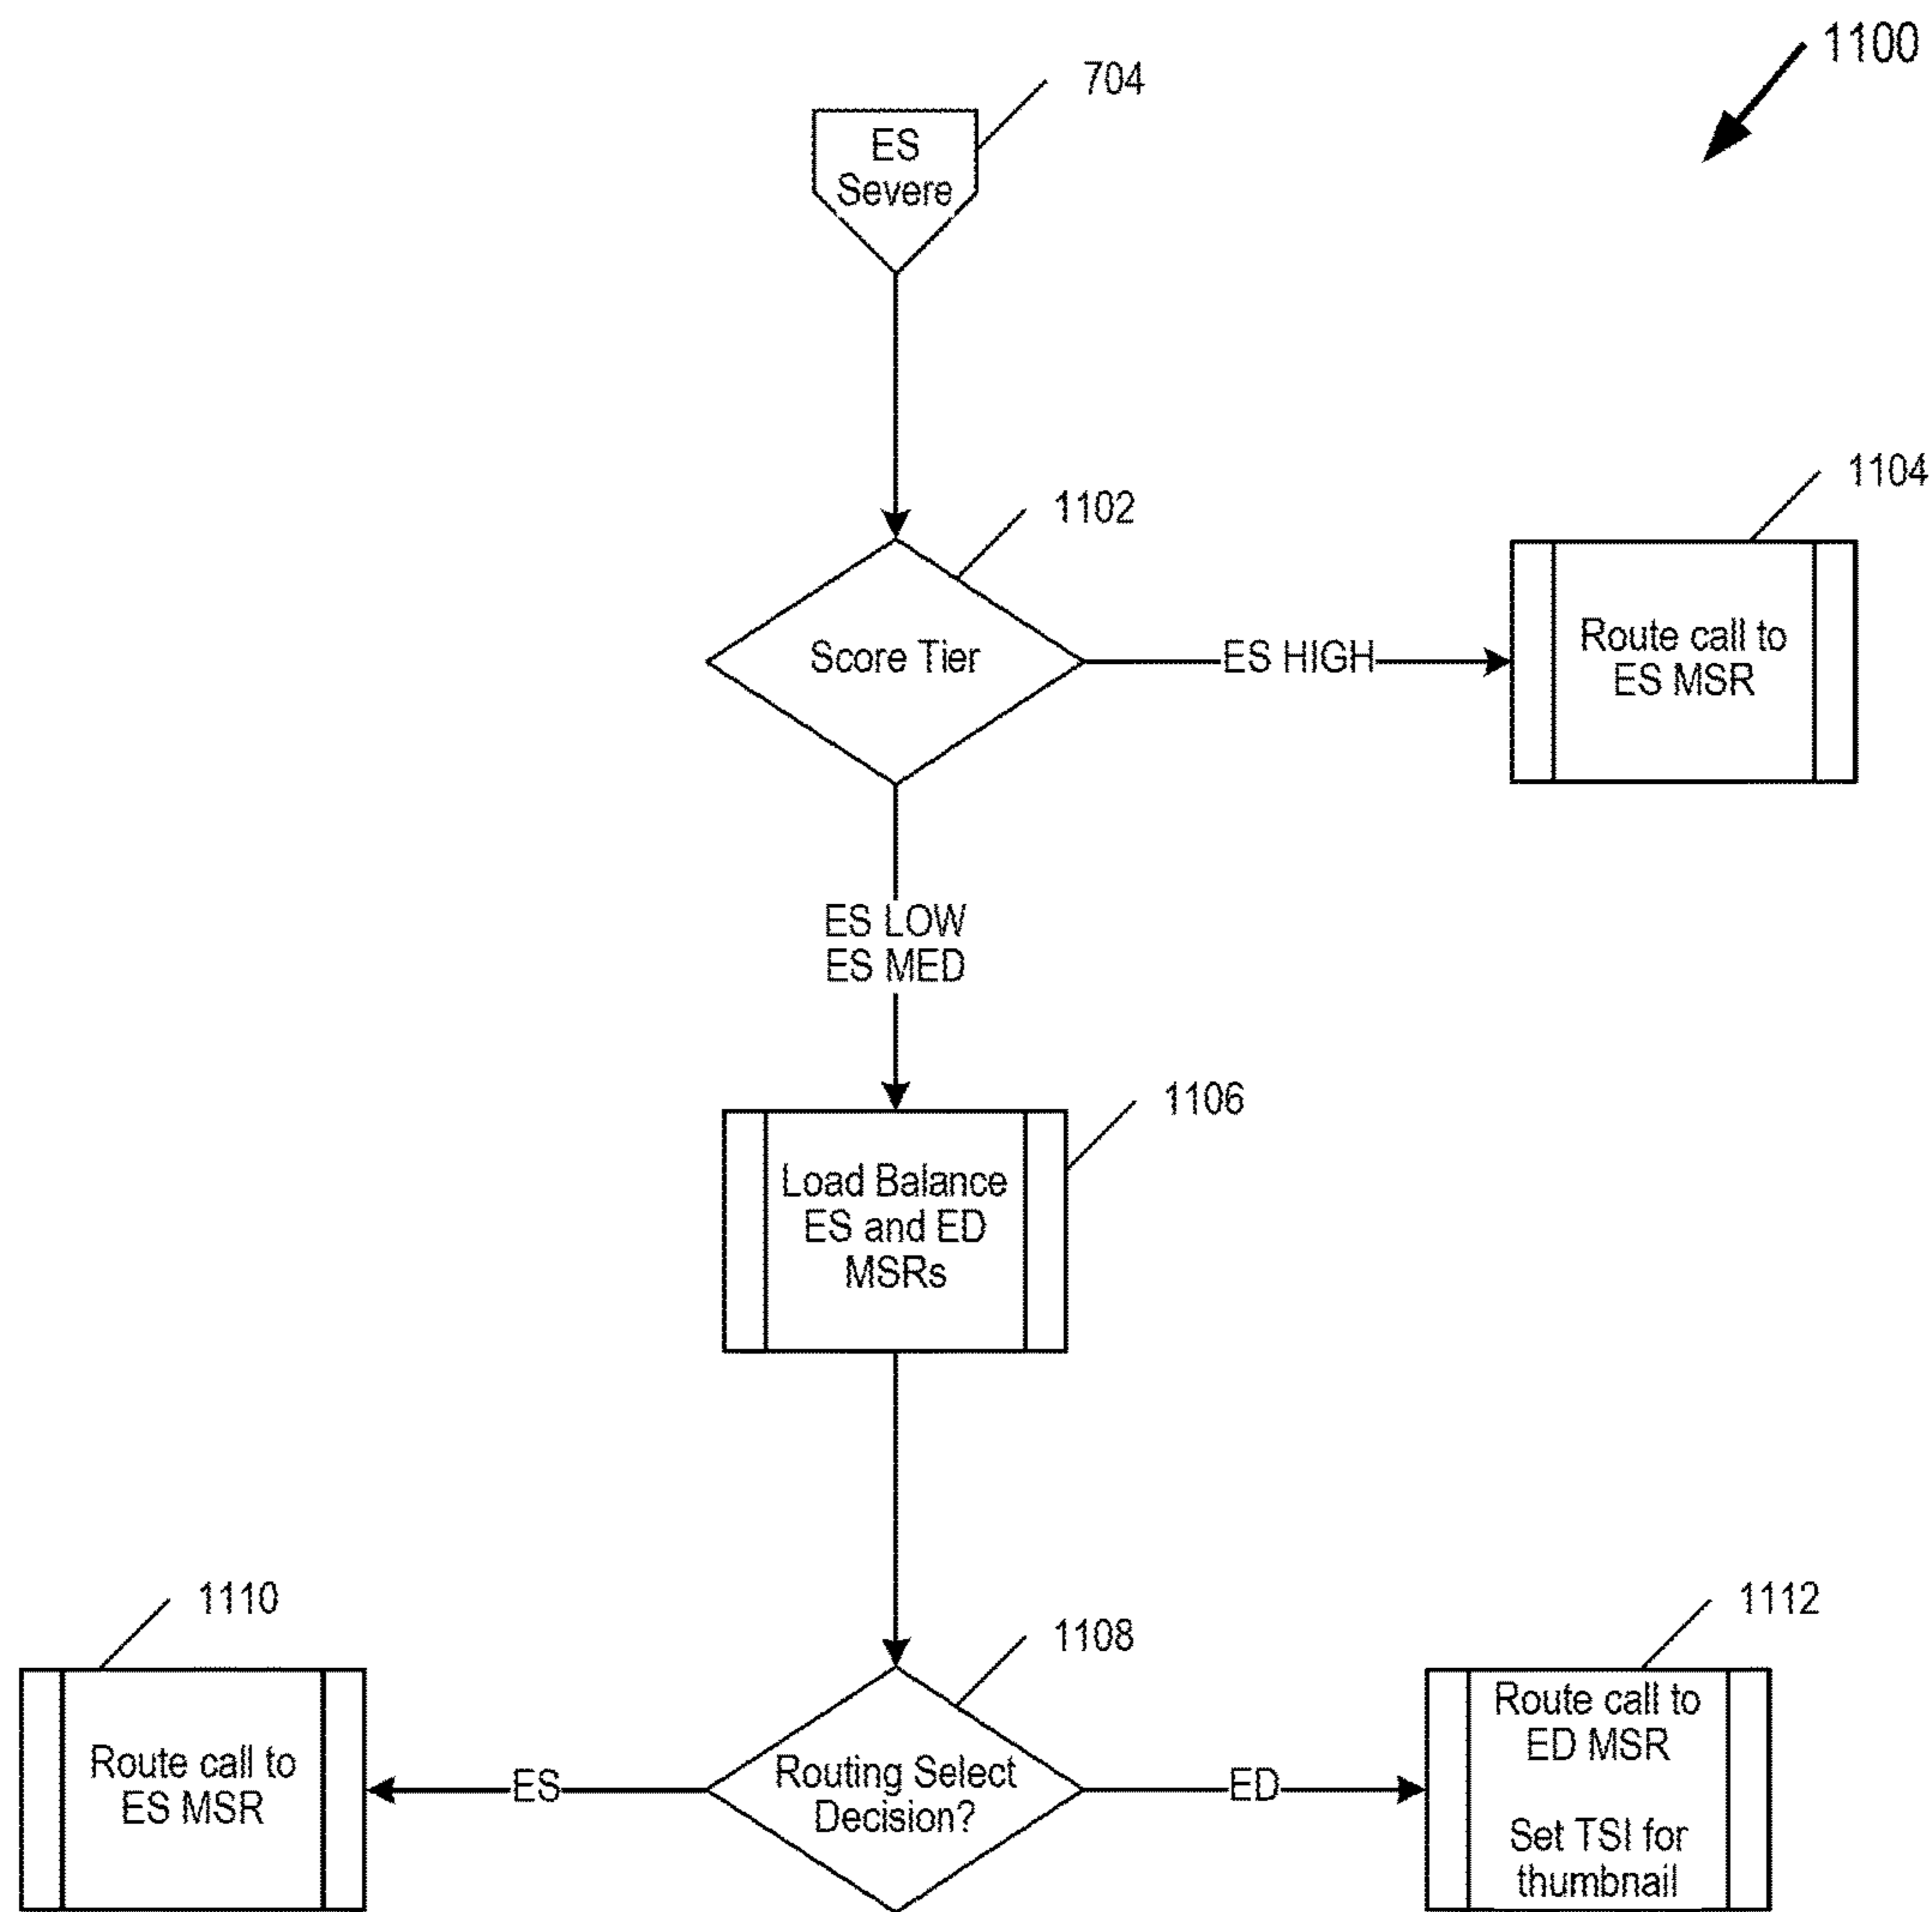 1100
704
ES
Severe
1102
1104
Score Tier
ES HIGH
Route call to
ES MSR
ES LOW
ES MED
1106
Load Balance
ES and ED
MSRs
1110
1108
1112
Route call to
ES MSR
ES
Routing Select
Decision?
ED
Route call to
ED MSR
Set TSI for
thumbnail